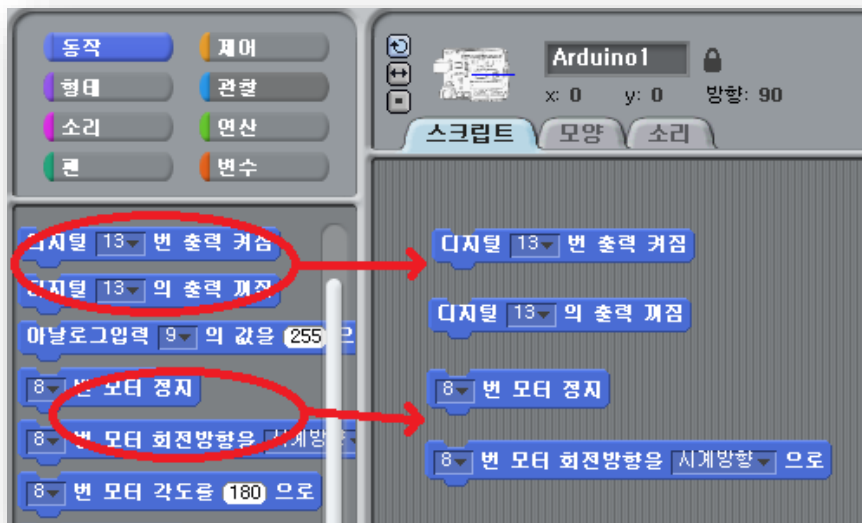 동작
제어
형태
관찰
소리
연산
펜
변수
Arduino1
x: 0 y: 0 방향: 90
스크립트 모양 소리
디지털 13 번 출력 켜짐
디지털 13 의 출력 꺼짐
아날로그입력 9 의 값을 255 으
8 번 모터 정지
8 번 모터 회전방향을 시계방향
8 번 모터 각도를 180 으로
디지털 13 번 출력 켜짐
디지털 13 의 출력 꺼짐
8 번 모터 정지
8 번 모터 회전방향을 시계방향 으로